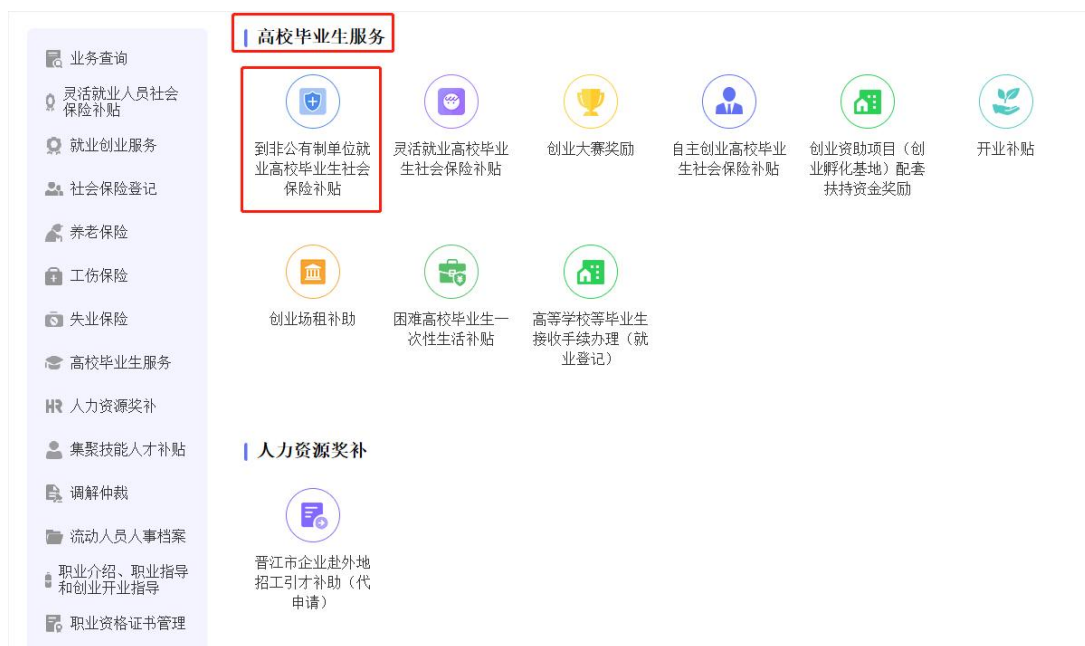 业务查询
灵活就业人员社会
保险补贴
就业创业服务
社会保险登记
养老保险
工伤保险
失业保险
高校毕业生服务
HR 人力资源奖补
集聚技能人才补贴
调解仲裁
流动人员人事档案
职业介绍、职业指导
和创业开业指导
职业资格证书管理
高校毕业生服务
到非公有制单位就
业高校毕业生社会
保险补贴
灵活就业高校毕业
生社会保险补贴
创业大赛奖励
自主创业高校毕业
生社会保险补贴
创业资助项目（创
业孵化基地）配套
扶持资金奖励
开业补贴
创业场租补助
困难高校毕业生一
次性生活补贴
高等学校等毕业生
接收手续办理（就
业登记）
人力资源奖补
晋江市企业赴外地
招工引才补助（代
申请）